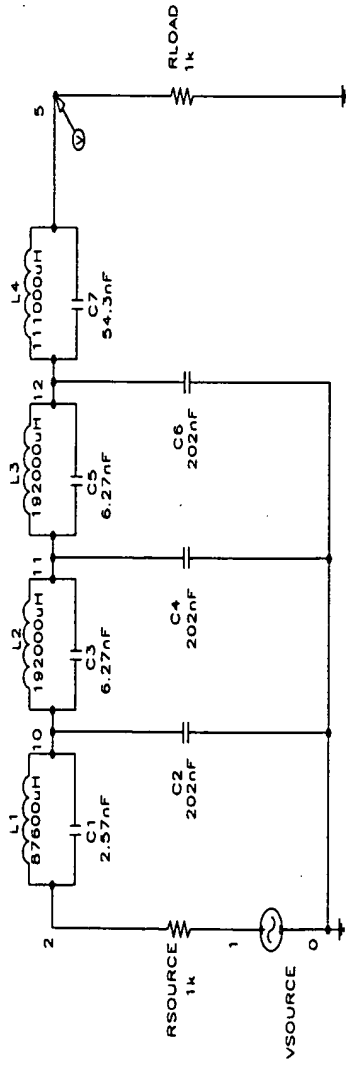 2
L1
87600uH
C1
2.57nF
10
L2
192000uH
C3
6.27nF
11
L3
192000uH
C5
6.27nF
12
L4
111000uH
C7
54.3nF
5
V
RSOURCE
1k
1
VSOURCE
0
C2
202nF
C4
202nF
C6
202nF
RLOAD
1k